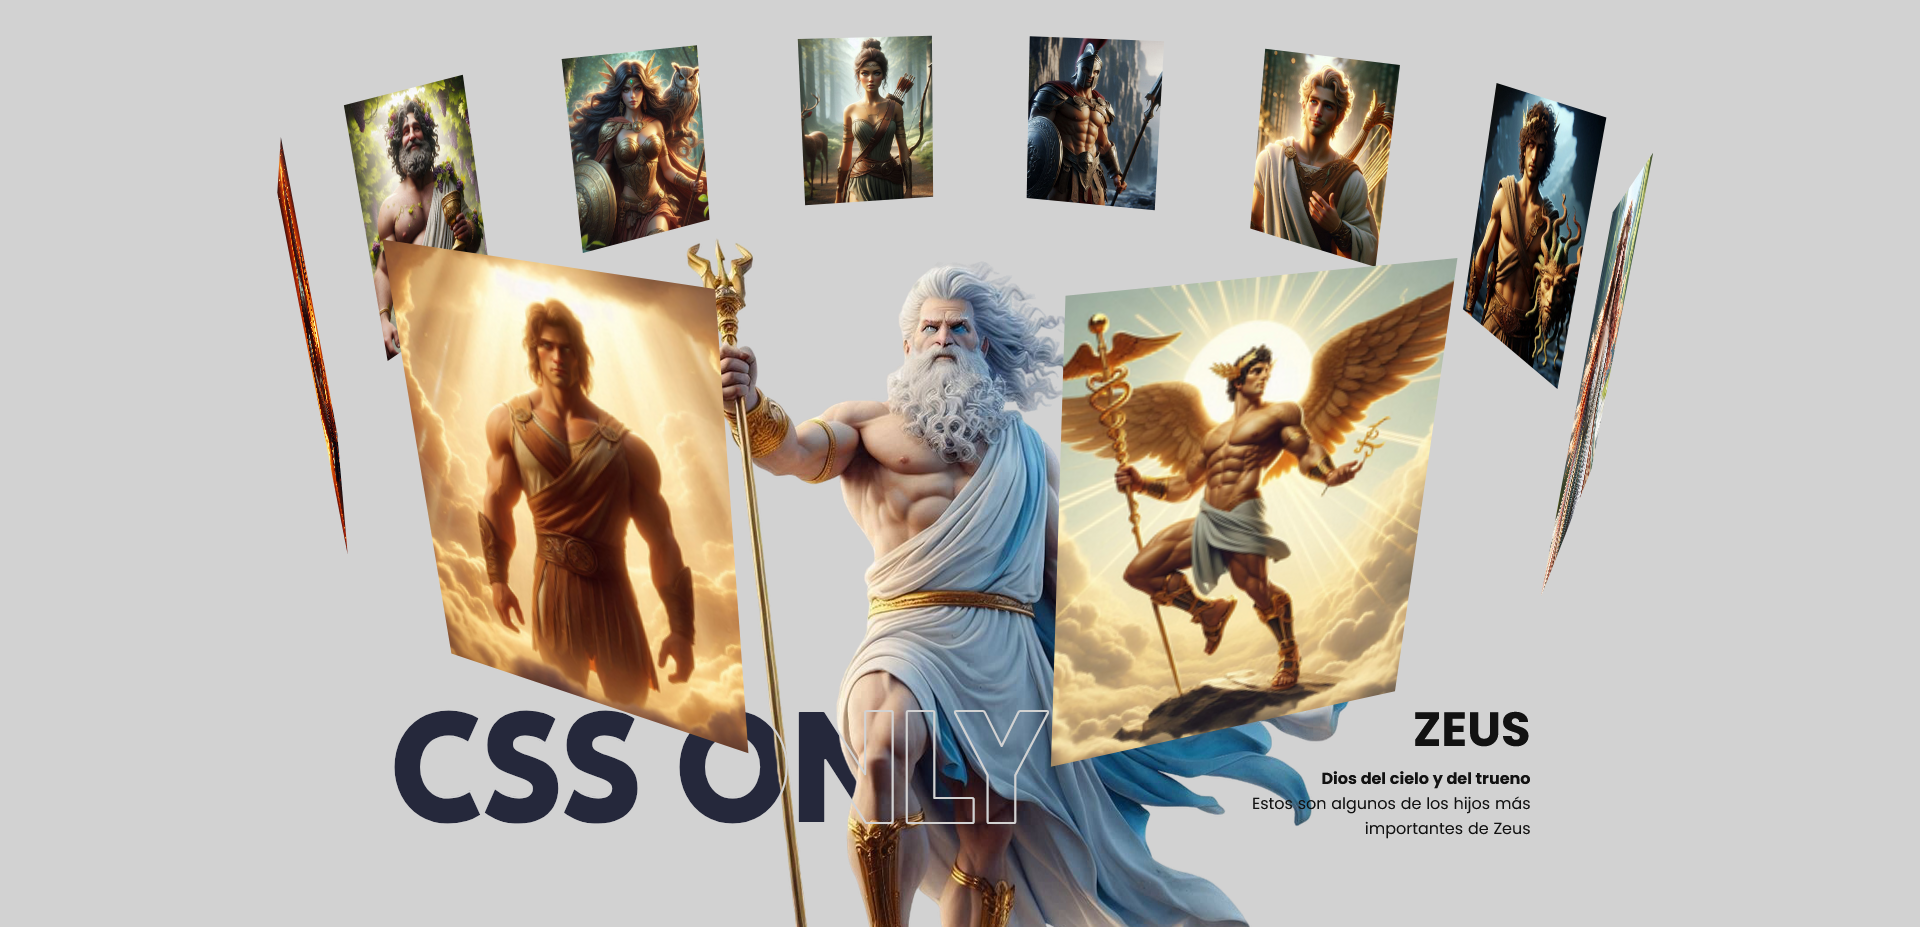 CSS ONLY
ZEUS
Dios del cielo y del trueno
Estos son algunos de los hijos más
importantes de Zeus